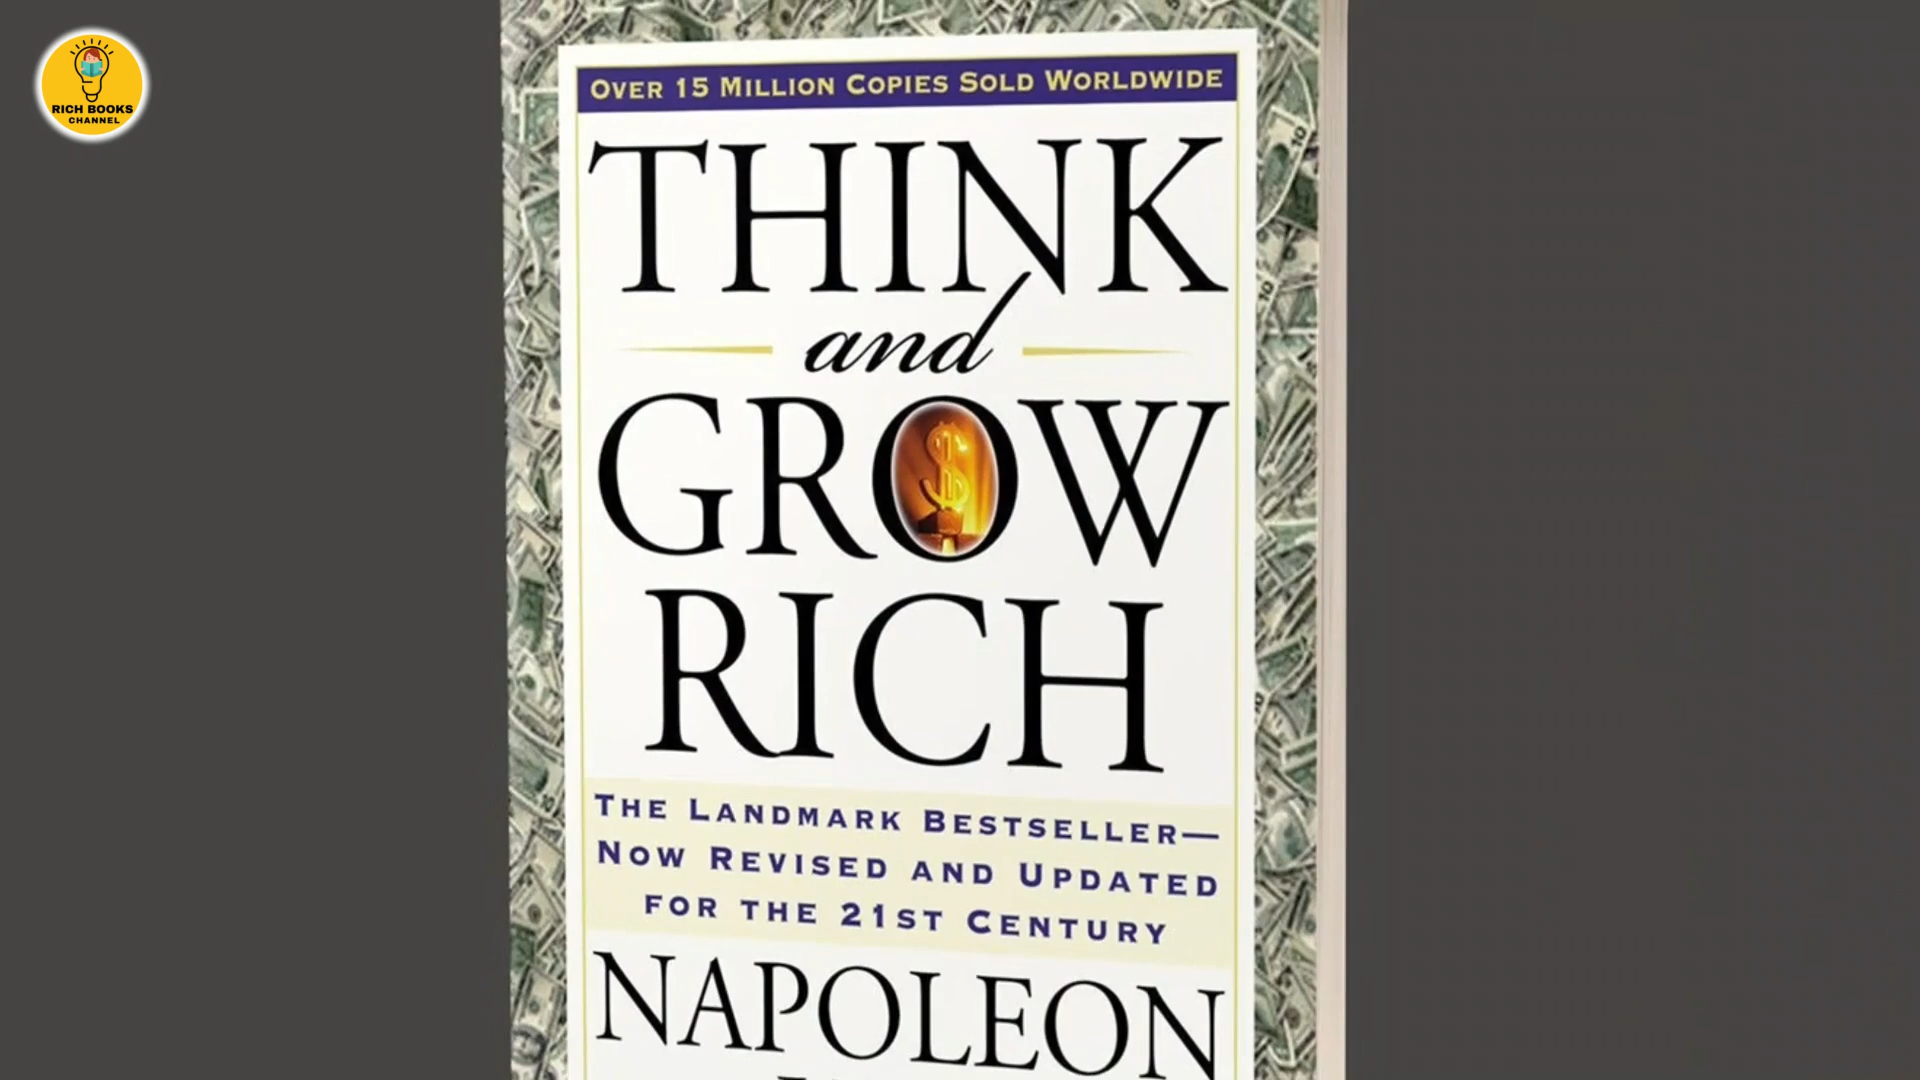 RICH BOOKS
CHANNEL
OVER 15 MILLION COPIES SOLD WORLDWIDE
THINK
and
GROW
RICH
THE LANDMARK BESTSELLER—
NOW REVISED AND UPDATED
FOR THE 21ST CENTURY
NAPOLEON